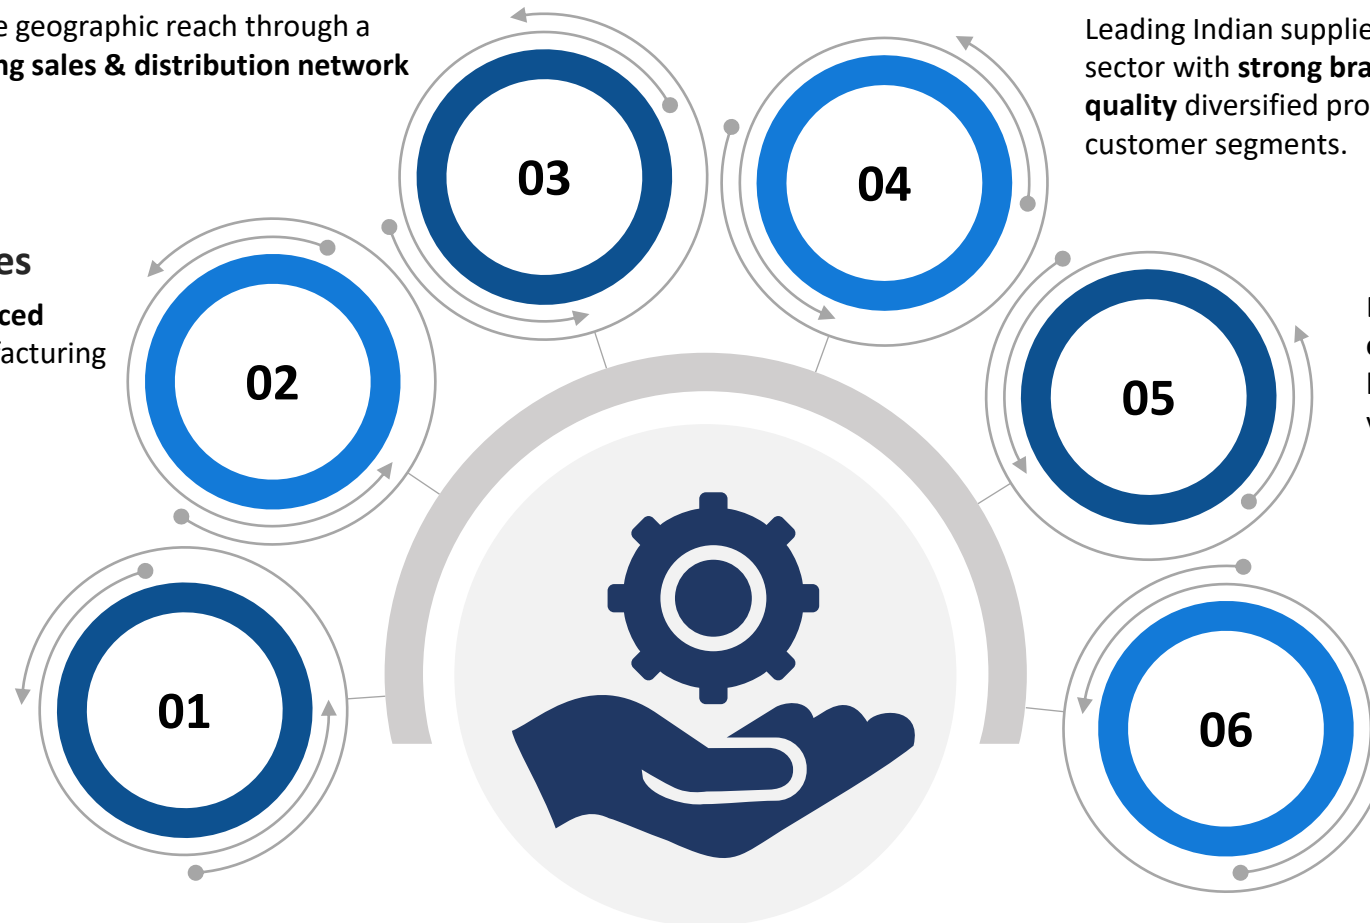 e geographic reach through a
ng sales & distribution network
03
04
Leading Indian supplie
sector with strong bra
quality diversified pro
customer segments.
es
ced
facturing
02
05
01
06